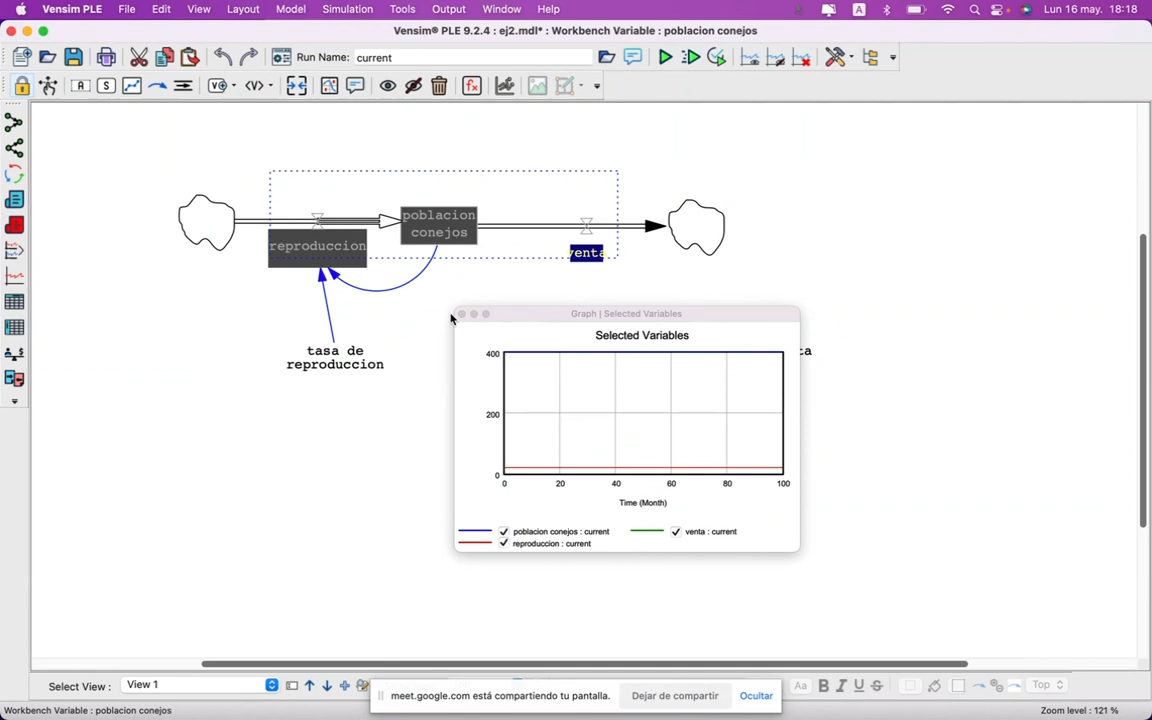 Vensim PLE File Edit View Layout Model Simulation Tools Output Window Help A Lun 16 may. 18:18
Vensim® PLE 9.2.4 : ej2.mdl* : Workbench Variable : poblacion conejos
Run Name: current
A S V <V> fx
poblacion
conejos
reproduccion
venta
tasa de
reproduccion
ta
Graph | Selected Variables
Selected Variables
400
200
0
0 20 40 60 80 100
Time (Month)
poblacion conejos : current venta : current
reproduccion : current
Select View : View 1 Aa B I U S Top
meet.google.com está compartiendo tu pantalla. Dejar de compartir Ocultar
Workbench Variable : poblacion conejos Zoom level : 121 %